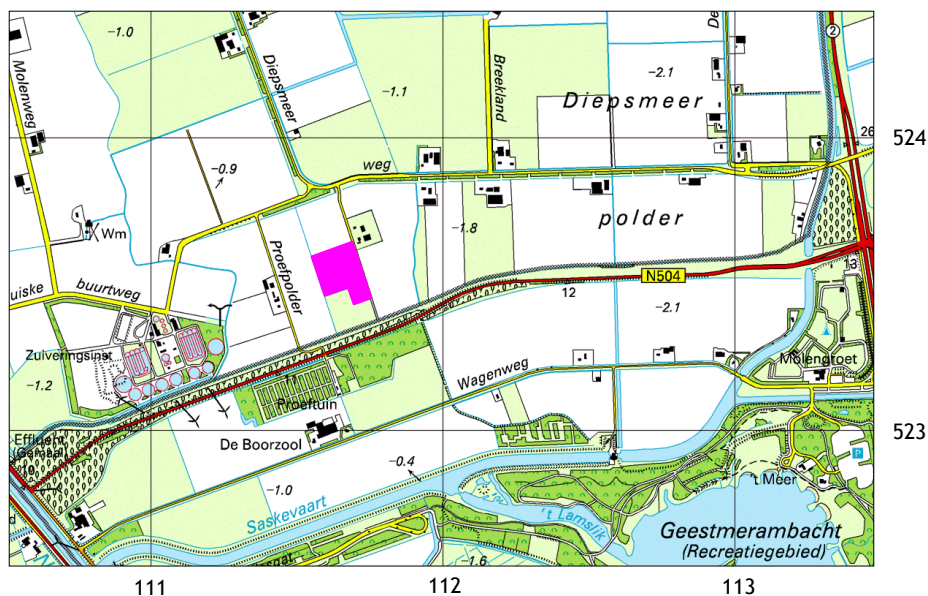 -1.0
Molenweg
Diepsmeer
-1.1
Breekland
-2.1
De
2
Diepsmeer
524
26
weg
-0.9
polder
-1.8
Wm
Proefpolder
N504
13
12
-2.1
uiske
buurtweg
Zuiveringsinst
Molengroet
-1.2
Wagenweg
Proeftuin
Effluent
(Gemaal)
De Boorzool
523
-0.4
P
-1.0
't Meer
Saskevaart
't Lamslik
Geestmerambacht
(Recreatiegebied)
-1.6
111
112
113